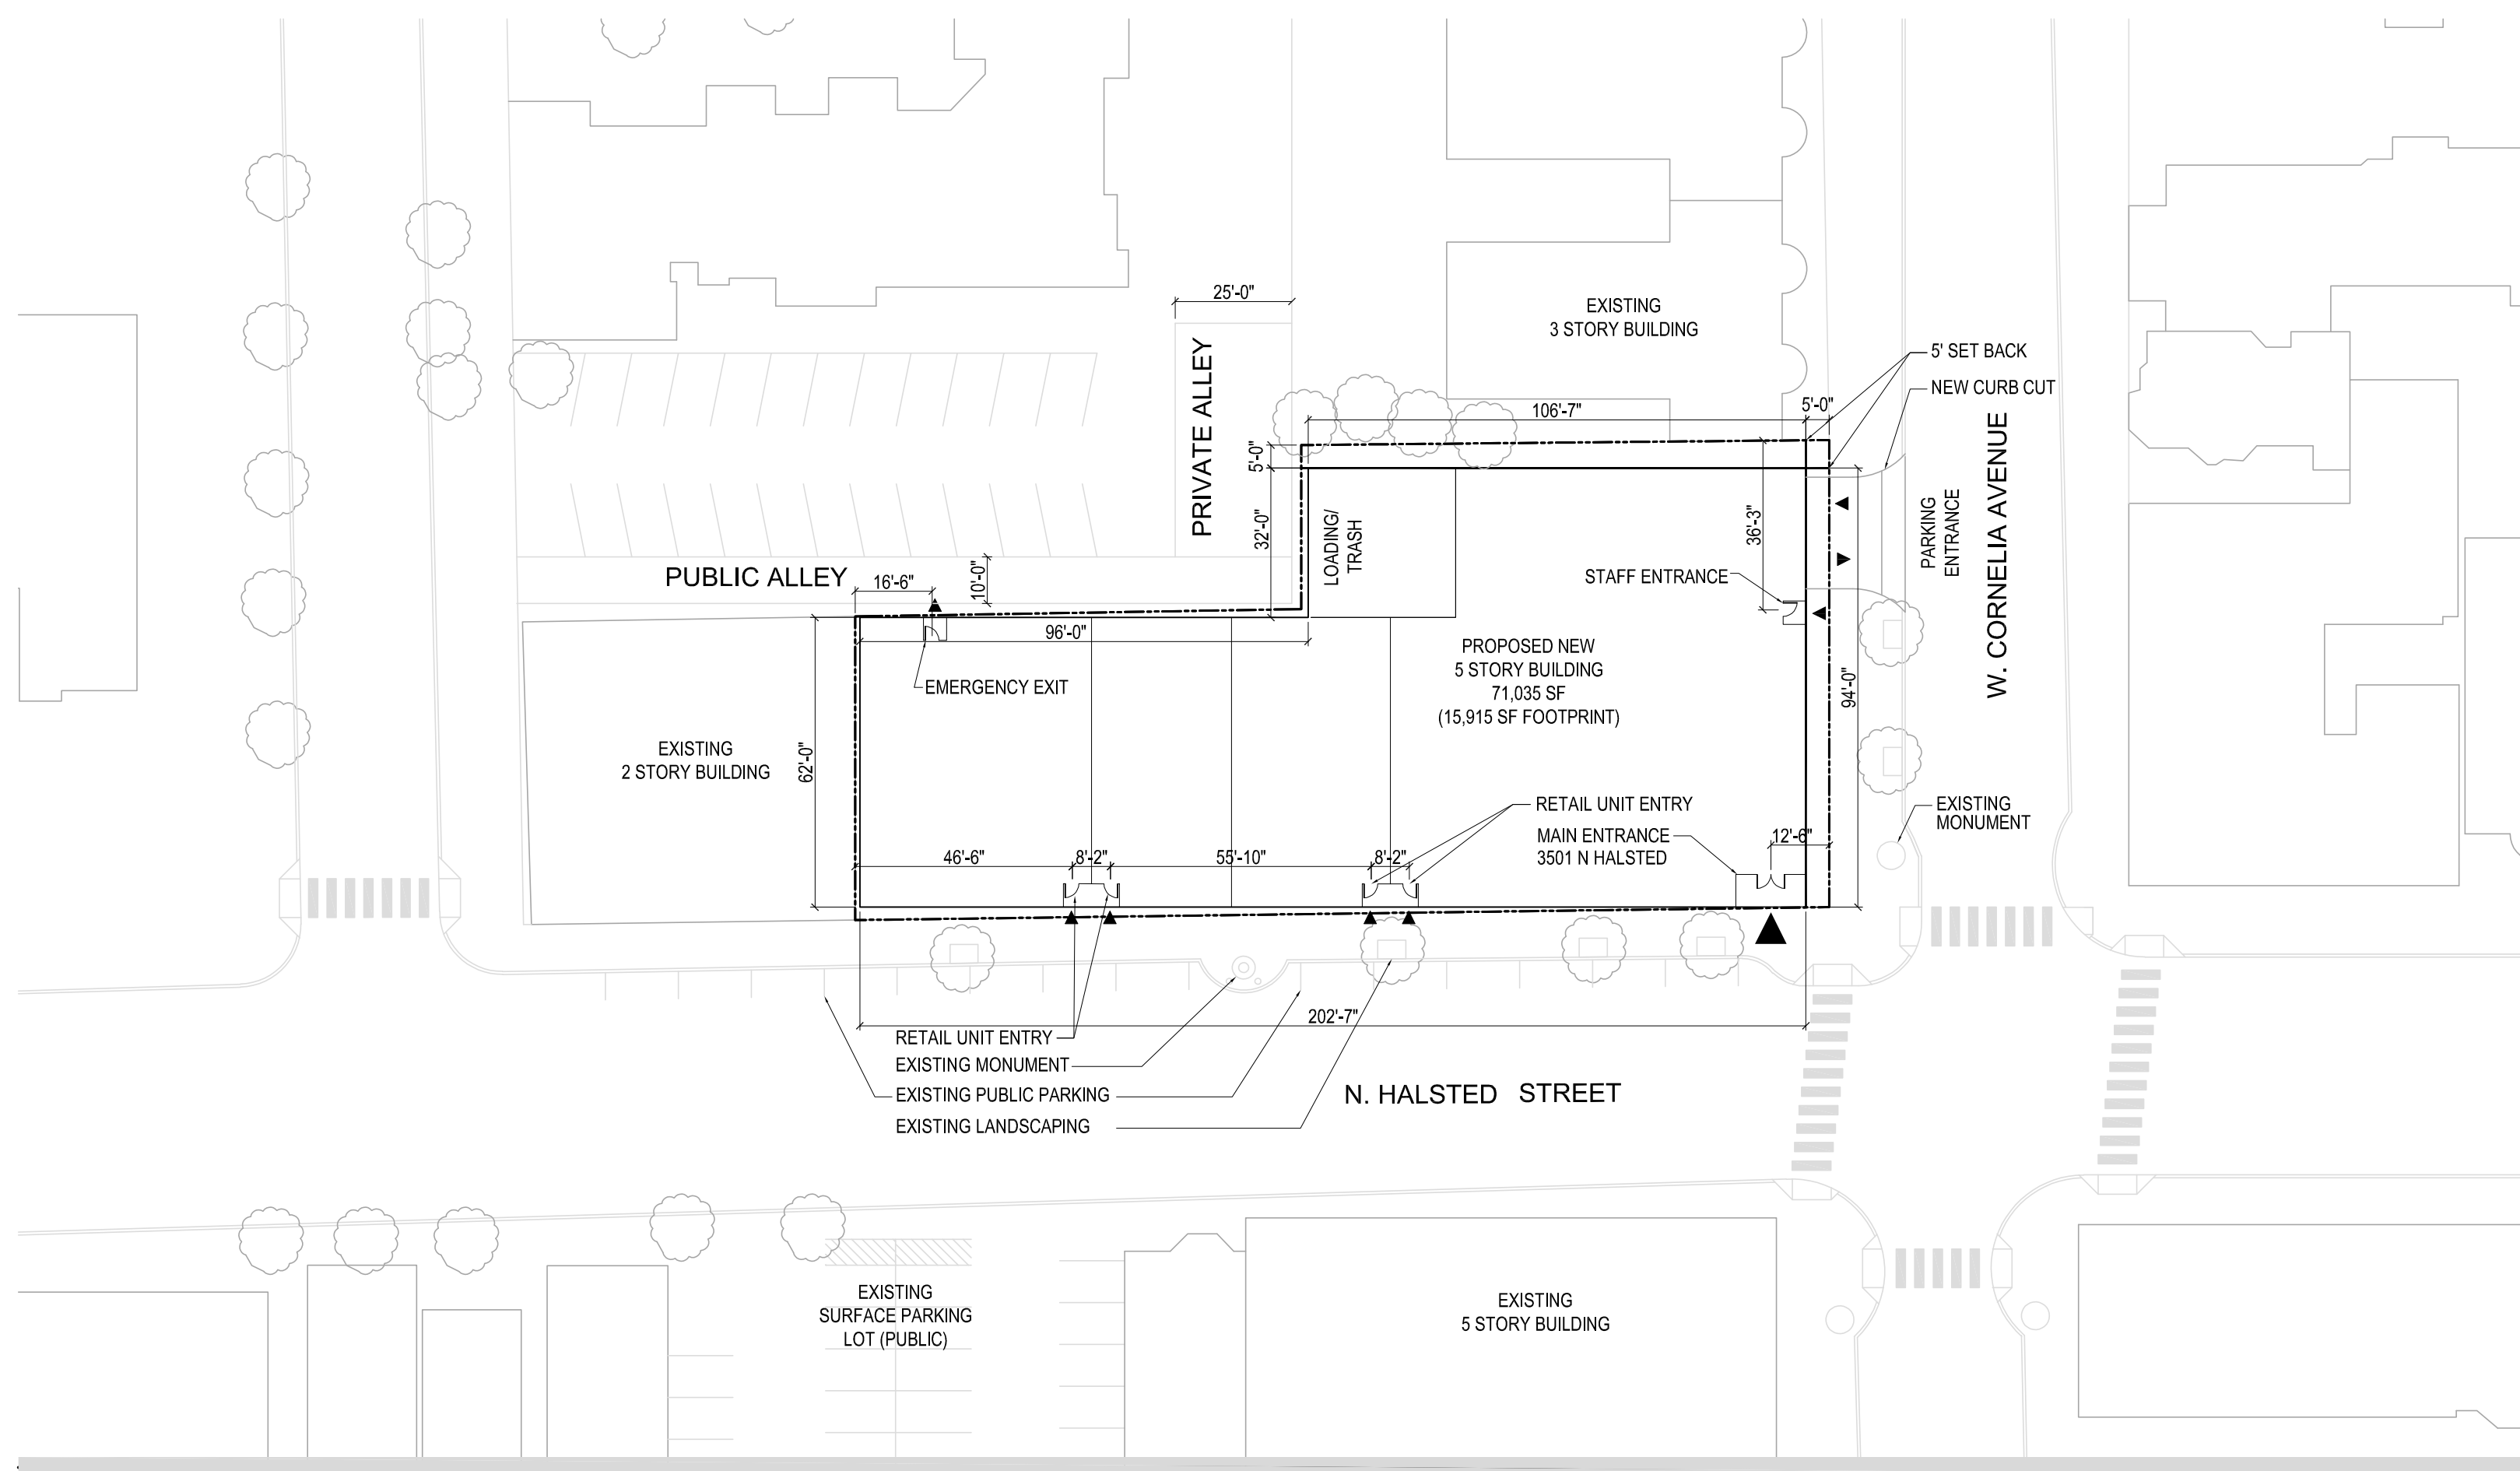 25'-0"
EXISTING
3 STORY BUILDING
5' SET BACK
NEW CURB CUT
PRIVATE ALLEY
106'-7"
5'-0"
5'-0"
W. CORNELIA AVENUE
32'-0"
LOADING/
TRASH
36'-3"
PARKING
ENTRANCE
PUBLIC ALLEY
16'-6"
10'-0"
STAFF ENTRANCE
96'-0"
PROPOSED NEW
5 STORY BUILDING
71,035 SF
(15,915 SF FOOTPRINT)
EMERGENCY EXIT
94'-0"
EXISTING
2 STORY BUILDING
62'-0"
RETAIL UNIT ENTRY
EXISTING
MONUMENT
MAIN ENTRANCE
3501 N HALSTED
12'-6"
46'-6"
8'-2"
55'-10"
8'-2"
202'-7"
RETAIL UNIT ENTRY
EXISTING MONUMENT
EXISTING PUBLIC PARKING
N. HALSTED STREET
EXISTING LANDSCAPING
EXISTING
SURFACE PARKING
LOT (PUBLIC)
EXISTING
5 STORY BUILDING